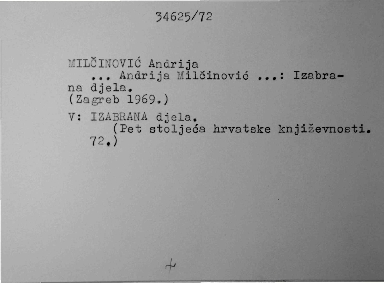 34625/72
MILČINOVIĆ Andrija
... Andrija Milčinović ...: Izabra-
na djela.
(Zagreb 1969.)
V: IZABRANA djela.
(Pet stoljeća hrvatske književnosti.
72.)